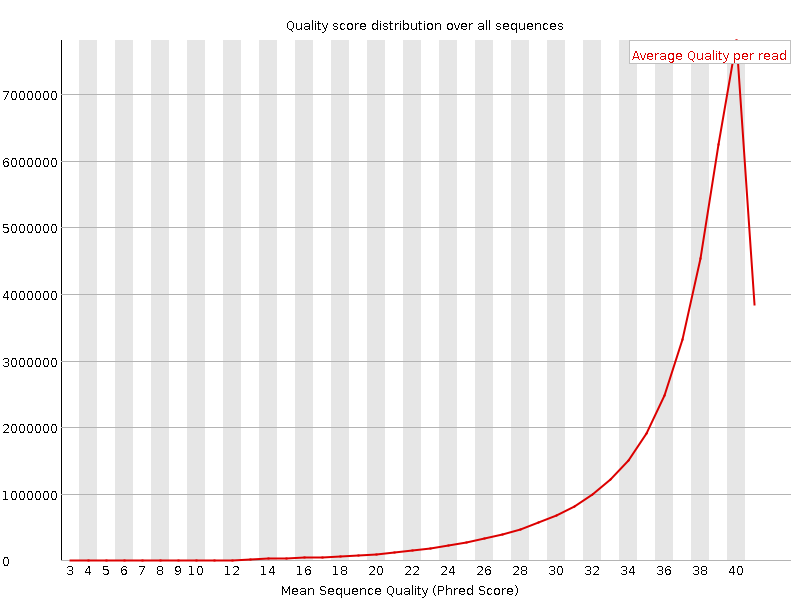 Quality score distribution over all sequences
Average Quality per read
7000000
6000000
5000000
4000000
3000000
2000000
1000000
0
3 4 5 6 7 8 9 10 12 14 16 18 20 22 24 26 28 30 32 34 36 38 40
Mean Sequence Quality (Phred Score)